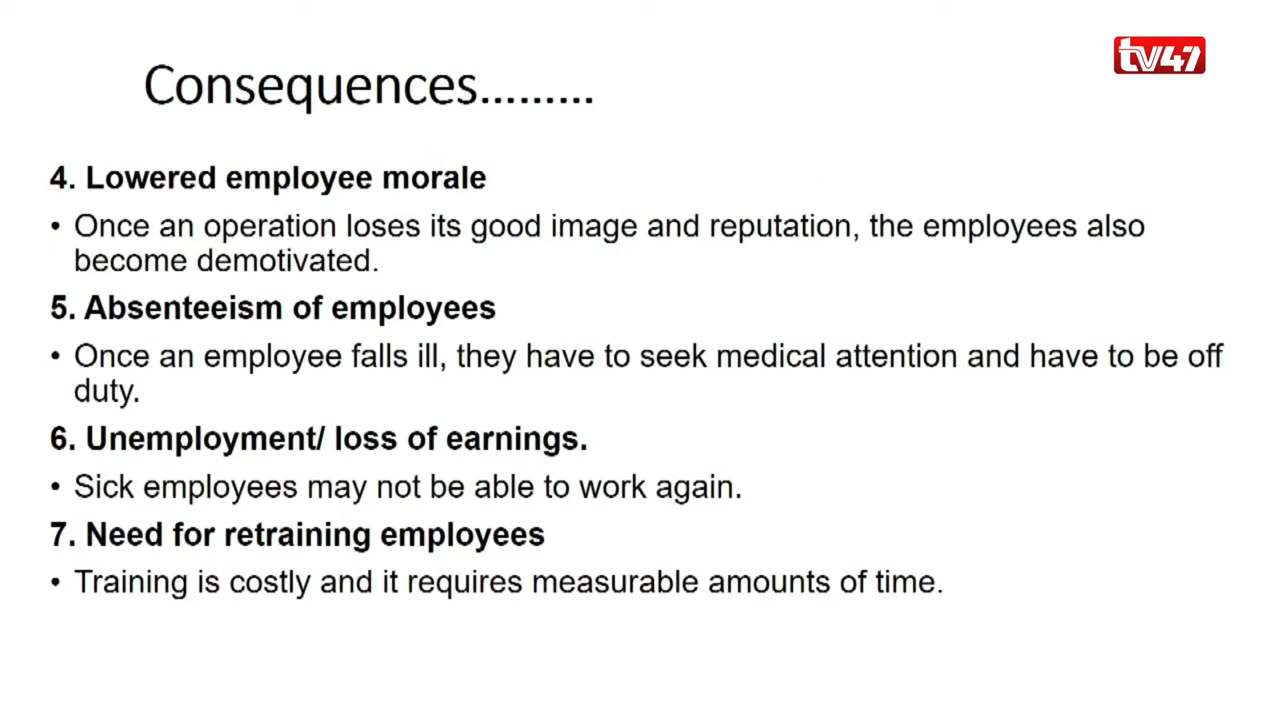 tv47
Consequences.........
4. Lowered employee morale
• Once an operation loses its good image and reputation, the employees also
become demotivated.
5. Absenteeism of employees
• Once an employee falls ill, they have to seek medical attention and have to be off
duty.
6. Unemployment/ loss of earnings.
• Sick employees may not be able to work again.
7. Need for retraining employees
• Training is costly and it requires measurable amounts of time.